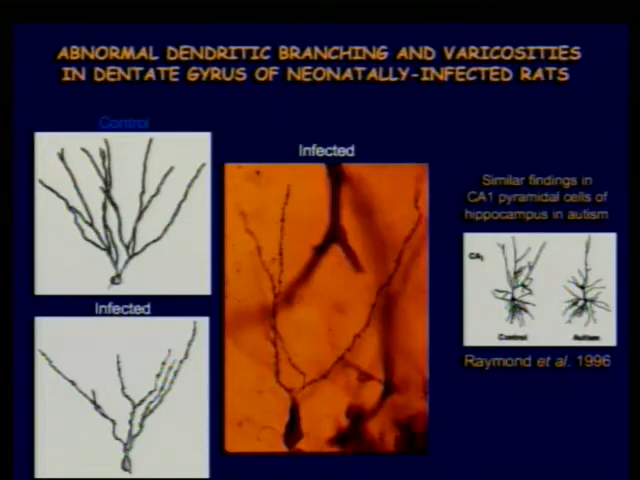 ABNORMAL DENDRITIC BRANCHING AND VARICOSITIES
IN DENTATE GYRUS OF NEONATALLY-INFECTED RATS
Control
Infected
Infected
Similar findings in
CA1 pyramidal cells of
hippocampus in autism
CA₁
Control Autism
Raymond et al. 1996